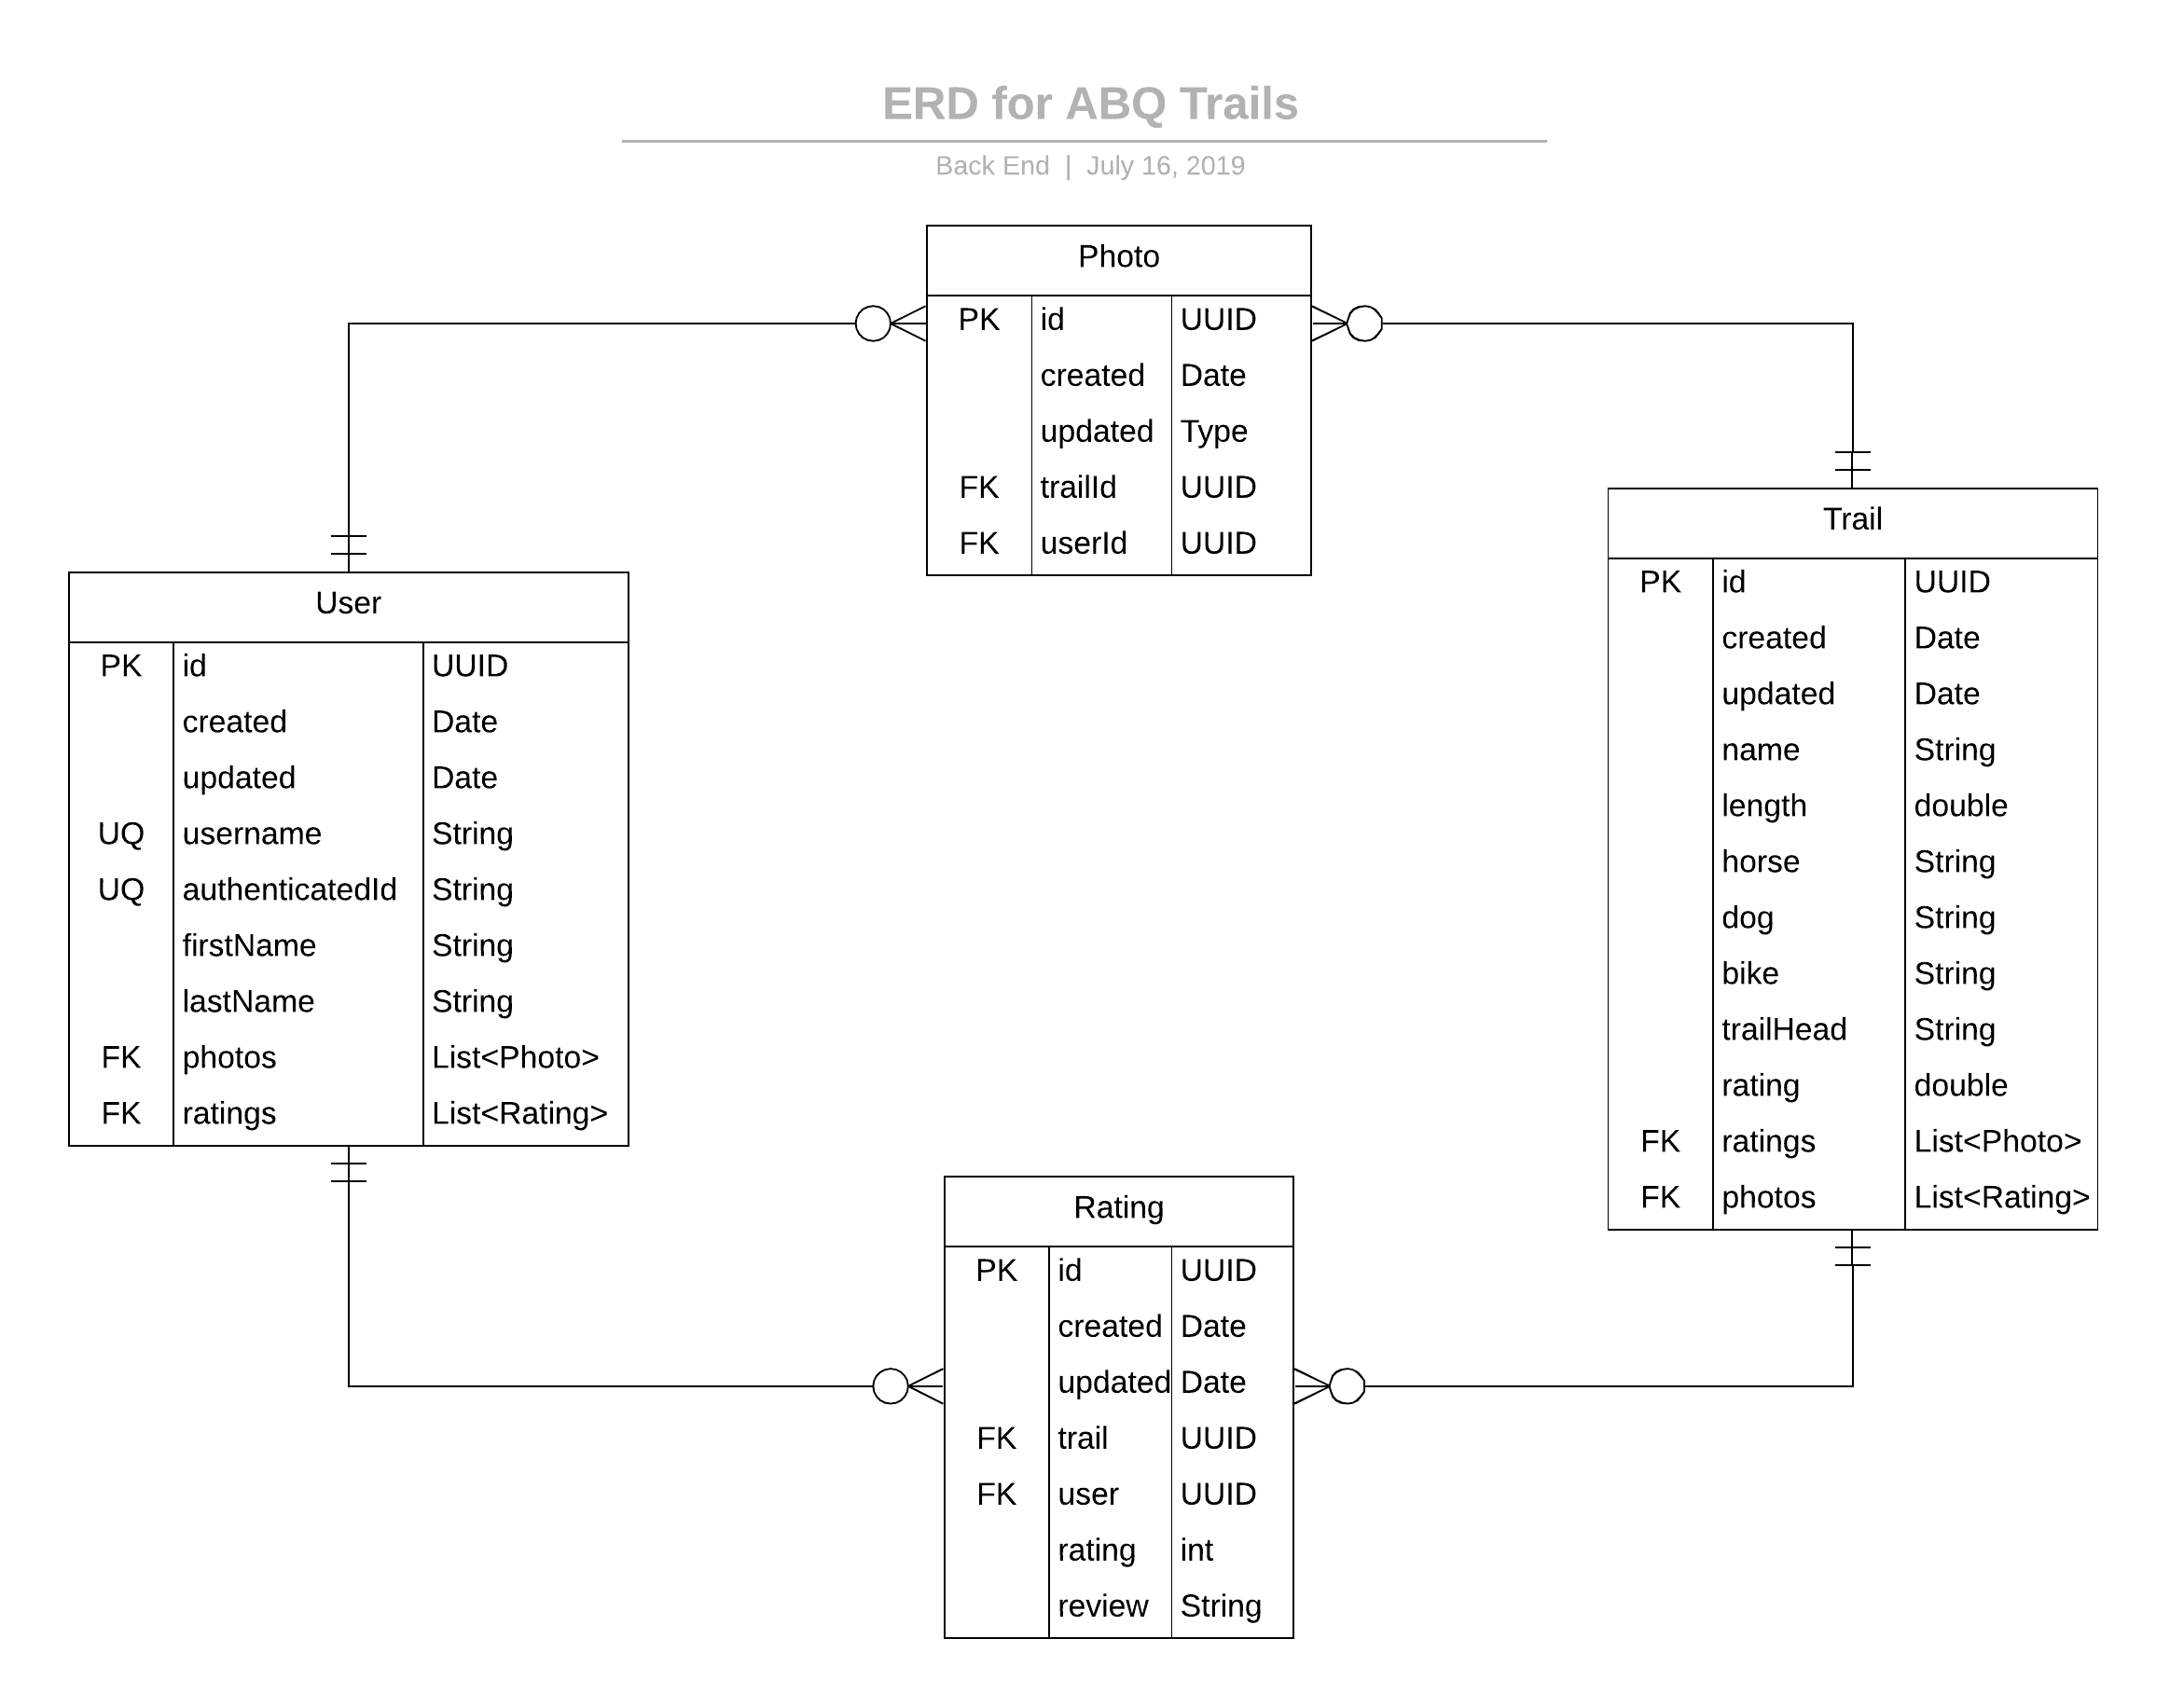 ERD for ABQ Trails
Back End | July 16, 2019
Photo
PK id UUID
created Date
updated Type
FK trailId UUID
FK userId UUID
User
PK id UUID
created Date
updated Date
UQ username String
UQ authenticatedId String
firstName String
lastName String
FK photos List<Photo>
FK ratings List<Rating>
Trail
PK id UUID
created Date
updated Date
name String
length double
horse String
dog String
bike String
trailHead String
rating double
FK ratings List<Photo>
FK photos List<Rating>
Rating
PK id UUID
created Date
updated Date
FK trail UUID
FK user UUID
rating int
review String